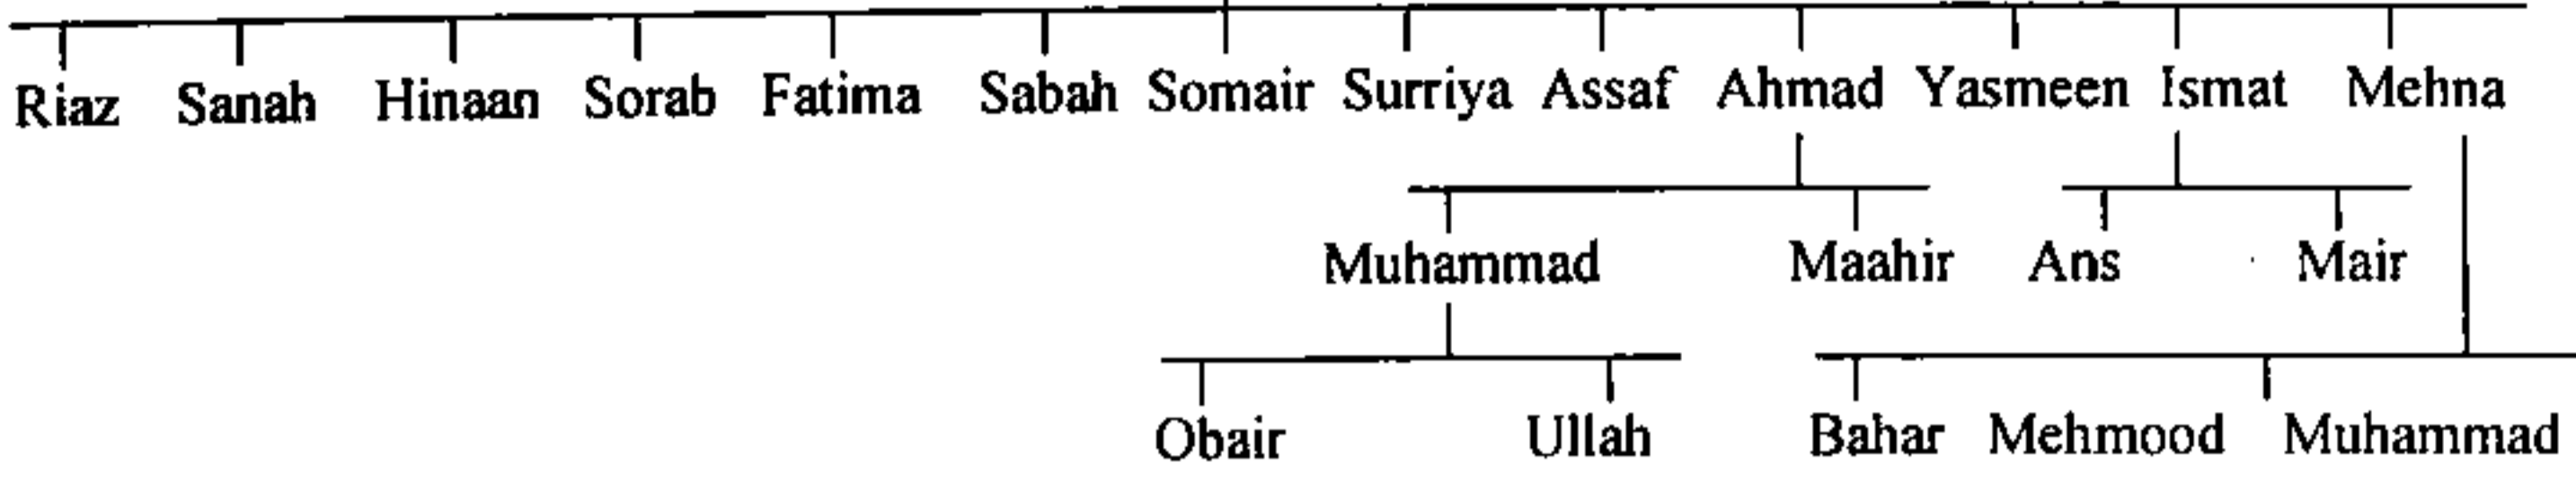 Riaz Sanah Hinaan Sorab Fatima Sabah Somair Surriya Assaf Ahmad Yasmeen Ismat Mehna
Muhammad Maahir Ans Mair
Obair Ullah Bahar Mehmood Muhammad